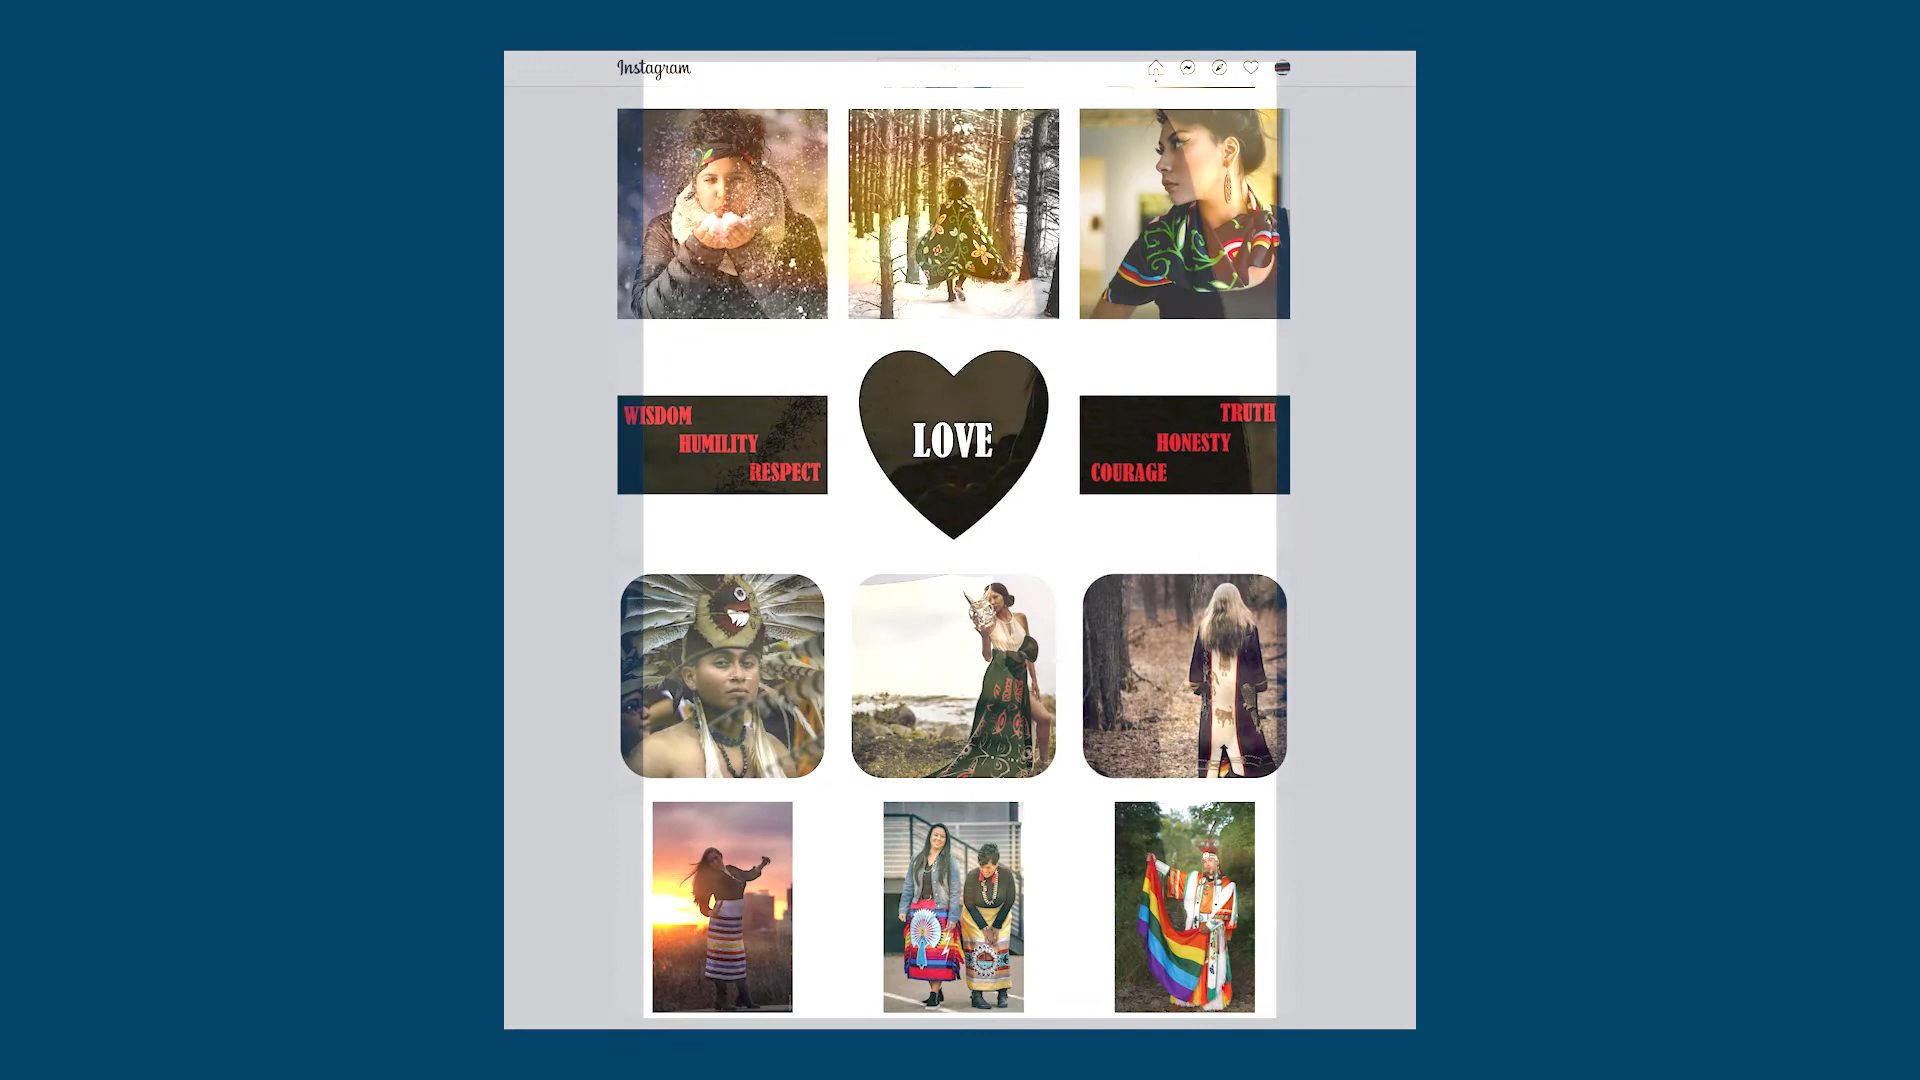 Instagram
WISDOM
HUMILITY
RESPECT
LOVE
TRUTH
HONESTY
COURAGE